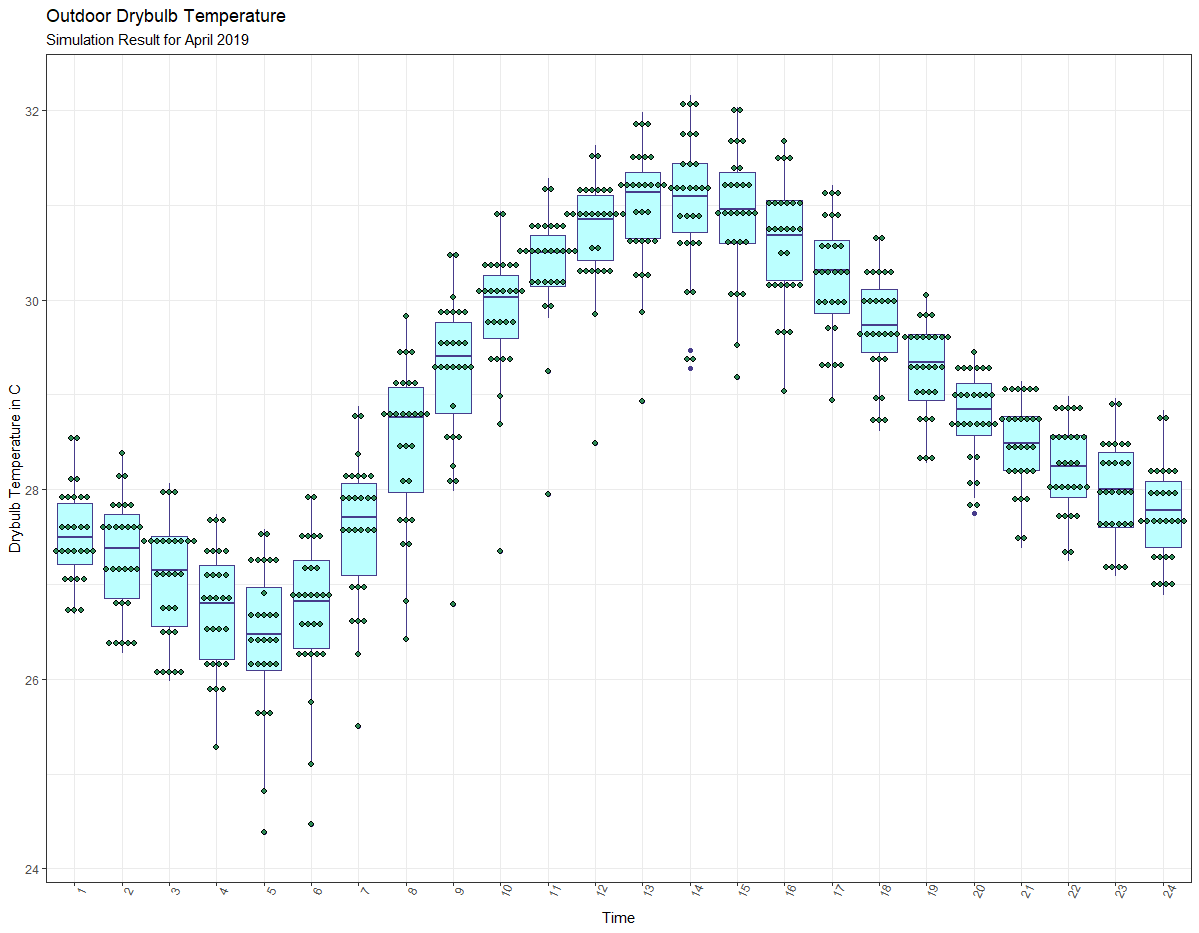 Outdoor Drybulb Temperature
Simulation Result for April 2019
Drybulb Temperature in C
32
30
28
26
24
1 2 3 4 5 6 7 8 9 10 11 12 13 14 15 16 17 18 19 20 21 22 23 24
Time